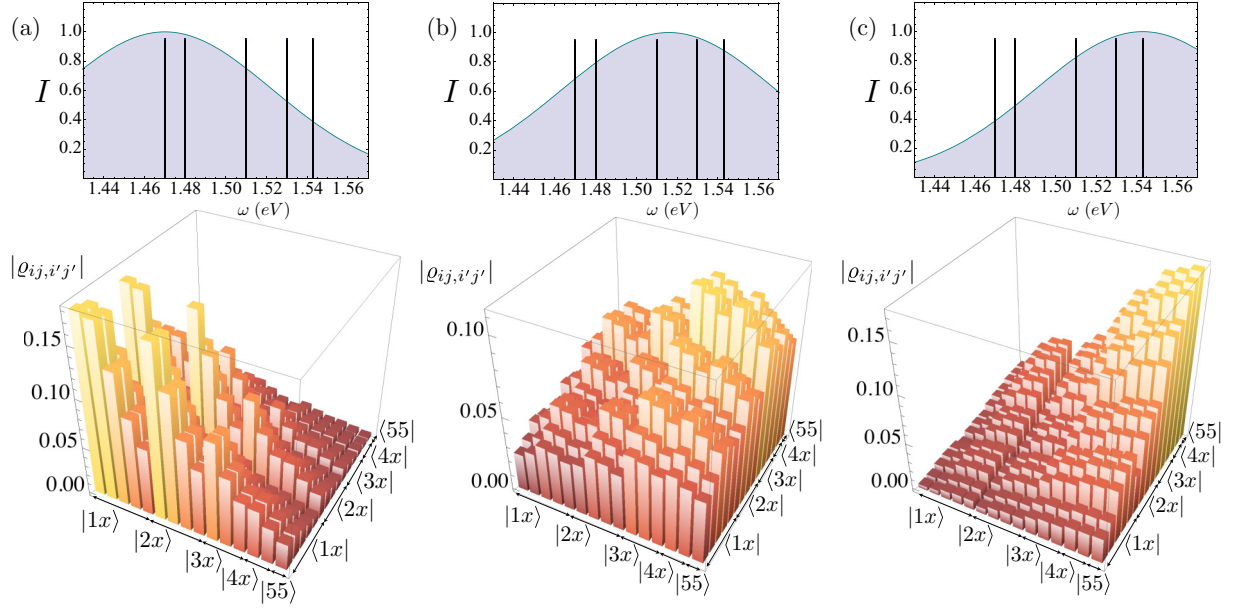 (a)
1.0
0.8
0.6
0.4
0.2
I
1.44 1.46 1.48 1.50 1.52 1.54 1.56
ω (eV)
(b)
1.0
0.8
0.6
0.4
0.2
I
1.44 1.46 1.48 1.50 1.52 1.54 1.56
ω (eV)
(c)
1.0
0.8
0.6
0.4
0.2
I
1.44 1.46 1.48 1.50 1.52 1.54 1.56
ω (eV)
|ϱij,i′j′|
0.15
0.10
0.05
0.00
|1x⟩
|2x⟩
|3x⟩
|4x⟩
|55⟩
⟨55|
⟨4x|
⟨3x|
⟨2x|
⟨1x|
|ϱij,i′j′|
0.10
0.05
0.00
|1x⟩
|2x⟩
|3x⟩
|4x⟩
|55⟩
⟨55|
⟨4x|
⟨3x|
⟨2x|
⟨1x|
|ϱij,i′j′|
0.15
0.10
0.05
0.00
|1x⟩
|2x⟩
|3x⟩
|4x⟩
|55⟩
⟨55|
⟨4x|
⟨3x|
⟨2x|
⟨1x|